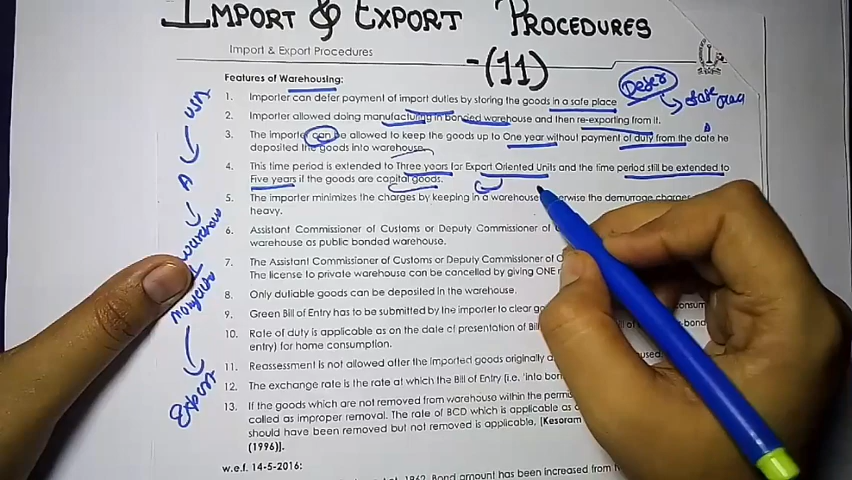 IMPORT & EXPORT PROCEDURES
Import & Export Procedures
-(11)
Features of Warehousing:
Defer
1. Importer can defer payment of import duties by storing the goods in a safe place
2. Importer allowed doing manufacturing in bonded warehouse and then re-exporting from it.
3. The importer can be allowed to keep the goods up to One year without payment of duty from the date he
deposited the goods into warehouse.
4. This time period is extended to Three years for Export Oriented Units and the time period still be extended to
Five years if the goods are capital goods.
5. The importer minimizes the charges by keeping in a warehouse otherwise the demurrage charges
heavy.
6. Assistant Commissioner of Customs or Deputy Commissioner of
warehouse as public bonded warehouse.
7. The Assistant Commissioner of Customs or Deputy Commissioner of
The license to private warehouse can be cancelled by giving ONE
8. Only dutiable goods can be deposited in the warehouse.
9. Green Bill of Entry has to be submitted by the importer to clear
10. Rate of duty is applicable as on the date of presentation of Bill
entry) for home consumption.
11. Reassessment is not allowed after the imported goods originally
12. The exchange rate is the rate at which the Bill of Entry (i.e. 'into
13. If the goods which are not removed from warehouse within the
called as improper removal. The rate of BCD which is applicable as
should have been removed but not removed is applicable. [Kesoram
(1996)].
w.e.f. 14-5-2016:
1962, Bond amount has been increased from
USA
A
warehouse
Export